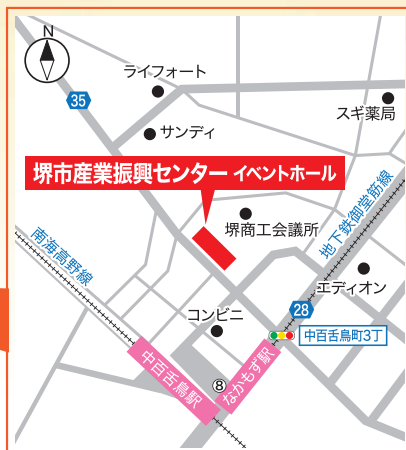 N
ライフォート
35
スギ薬局
サンディ
堺市産業振興センター イベントホール
堺商工会議所
地下鉄御堂筋線
南海高野線
エディオン
コンビニ
28
中百舌鳥町3丁
中百舌鳥駅
⑧
なかもず駅